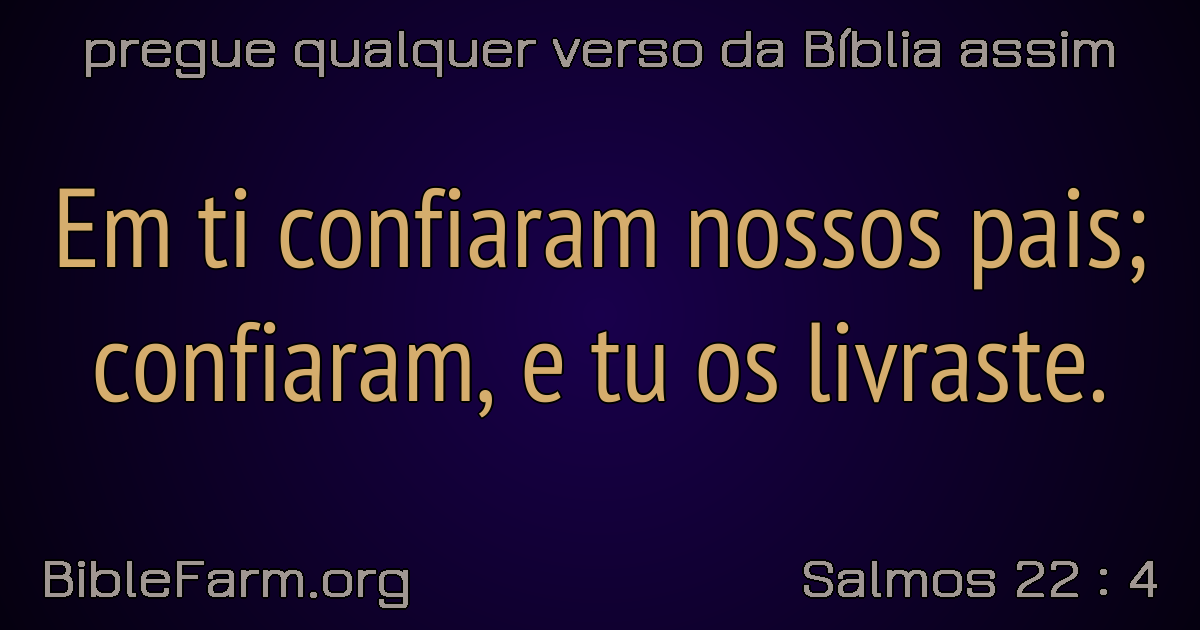 pregue qualquer verso da Bíblia assim
Em ti confiaram nossos pais;
confiaram, e tu os livraste.
BibleFarm.org
Salmos 22 : 4